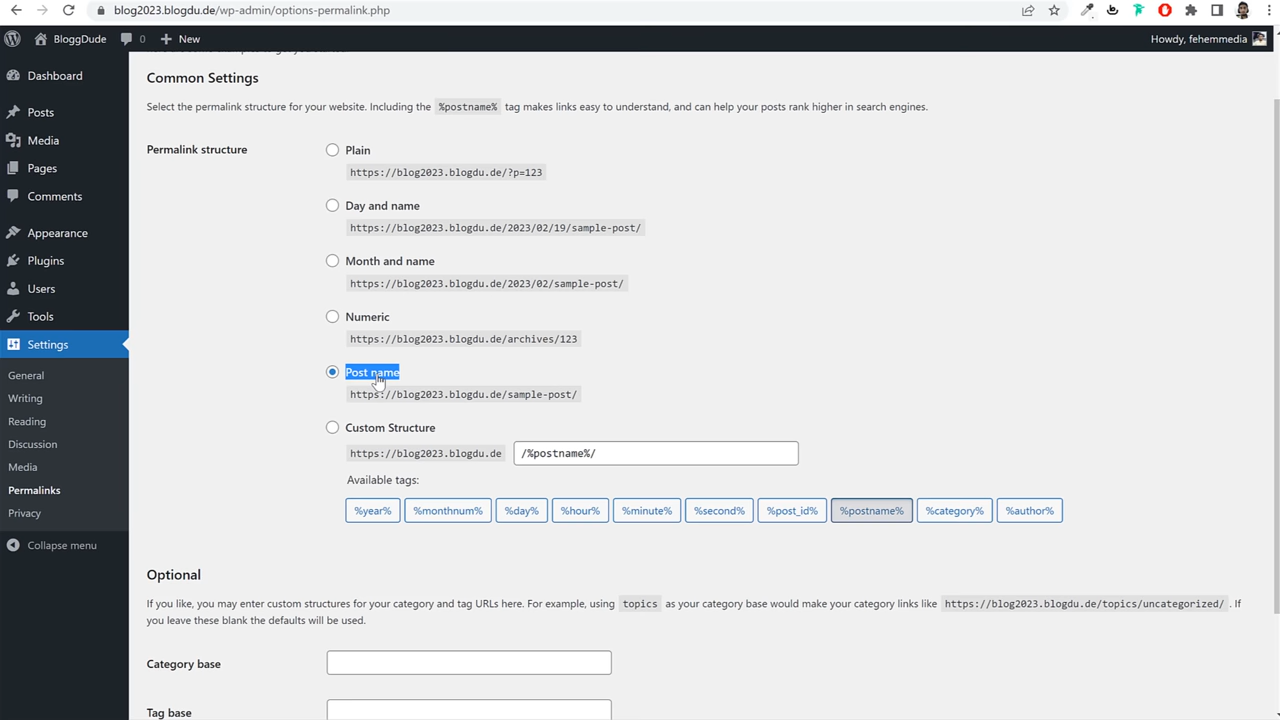 blog2023.blogdu.de/wp-admin/options-permalink.php
BloggDude 0 New Howdy, fehemmedia
Dashboard
Posts
Media
Pages
Comments
Appearance
Plugins
Users
Tools
Settings
General
Writing
Reading
Discussion
Media
Permalinks
Privacy
Collapse menu
Common Settings
Select the permalink structure for your website. Including the %postname% tag makes links easy to understand, and can help your posts rank higher in search engines.
Permalink structure
Plain
https://blog2023.blogdu.de/?p=123
Day and name
https://blog2023.blogdu.de/2023/02/19/sample-post/
Month and name
https://blog2023.blogdu.de/2023/02/sample-post/
Numeric
https://blog2023.blogdu.de/archives/123
Post name
https://blog2023.blogdu.de/sample-post/
Custom Structure
https://blog2023.blogdu.de /%postname%/
Available tags:
%year% %monthnum% %day% %hour% %minute% %second% %post_id% %postname% %category% %author%
Optional
If you like, you may enter custom structures for your category and tag URLs here. For example, using topics as your category base would make your category links like https://blog2023.blogdu.de/topics/uncategorized/ . If
you leave these blank the defaults will be used.
Category base
Tag base